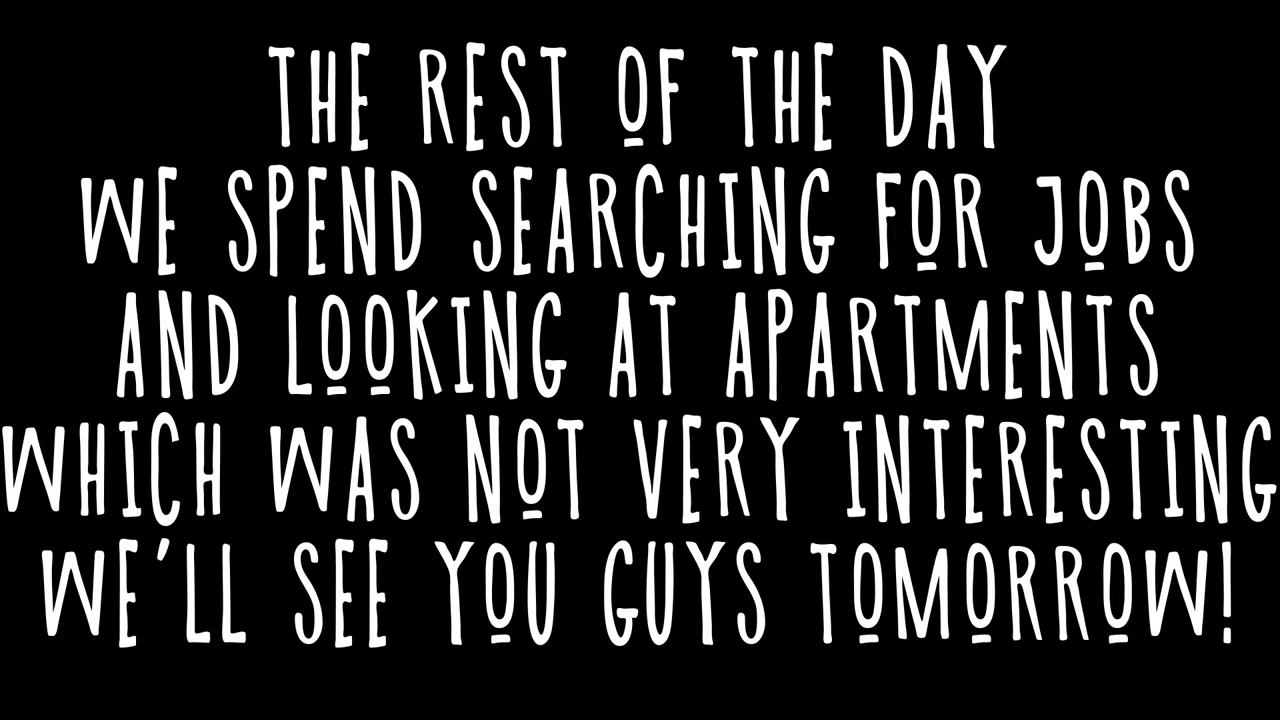 THE REST OF THE DAY
WE SPEND SEARCHING FOR JOBS
AND LOOKING AT APARTMENTS
WHICH WAS NOT VERY INTERESTING
WE'LL SEE YOU GUYS TOMORROW!